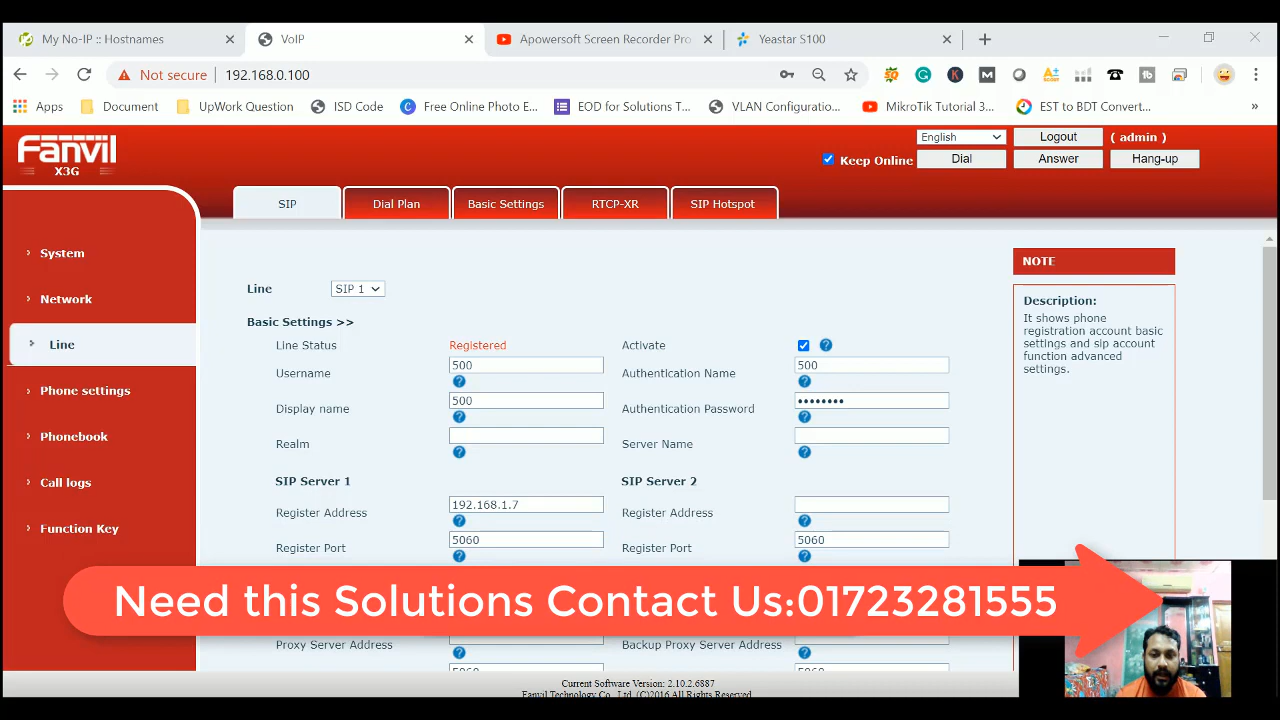 My No-IP :: Hostnames
VoIP
Apowersoft Screen Recorder Pro
Yeastar S100
Not secure
192.168.0.100
Apps
Document
UpWork Question
ISD Code
Free Online Photo E...
EOD for Solutions T...
VLAN Configuratio...
MikroTik Tutorial 3...
EST to BDT Convert...
»
Fanvil
X3G
English
Logout
( admin )
Keep Online
Dial
Answer
Hang-up
SIP
Dial Plan
Basic Settings
RTCP-XR
SIP Hotspot
System
Network
Line
Phone settings
Phonebook
Call logs
Function Key
Line
SIP 1
Basic Settings >>
Line Status
Registered
Activate
Username
500
Authentication Name
500
Display name
500
Authentication Password
••••••••
Realm
Server Name
SIP Server 1
SIP Server 2
Register Address
192.168.1.7
Register Address
Register Port
5060
Register Port
5060
NOTE
Description:
It shows phone
registration account basic
settings and sip account
function advanced
settings.
Need this Solutions Contact Us:01723281555
Proxy Server Address
Backup Proxy Server Address
5060
5060
Current Software Version: 2.10.2.6887
Fanvil Technology Co., Ltd. (C)2016 All Rights Reserved.